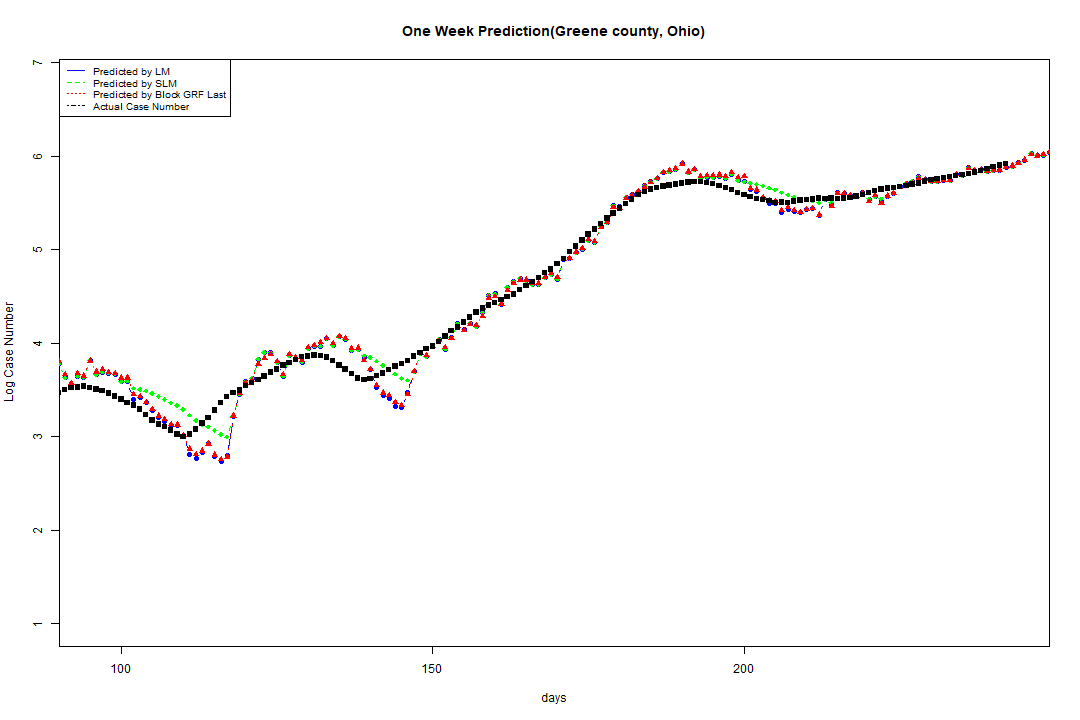 One Week Prediction(Greene county, Ohio)
Predicted by LM
Predicted by SLM
Predicted by Block GRF Last
Actual Case Number
7
6
5
4
3
2
1
Log Case Number
100 150 200
days